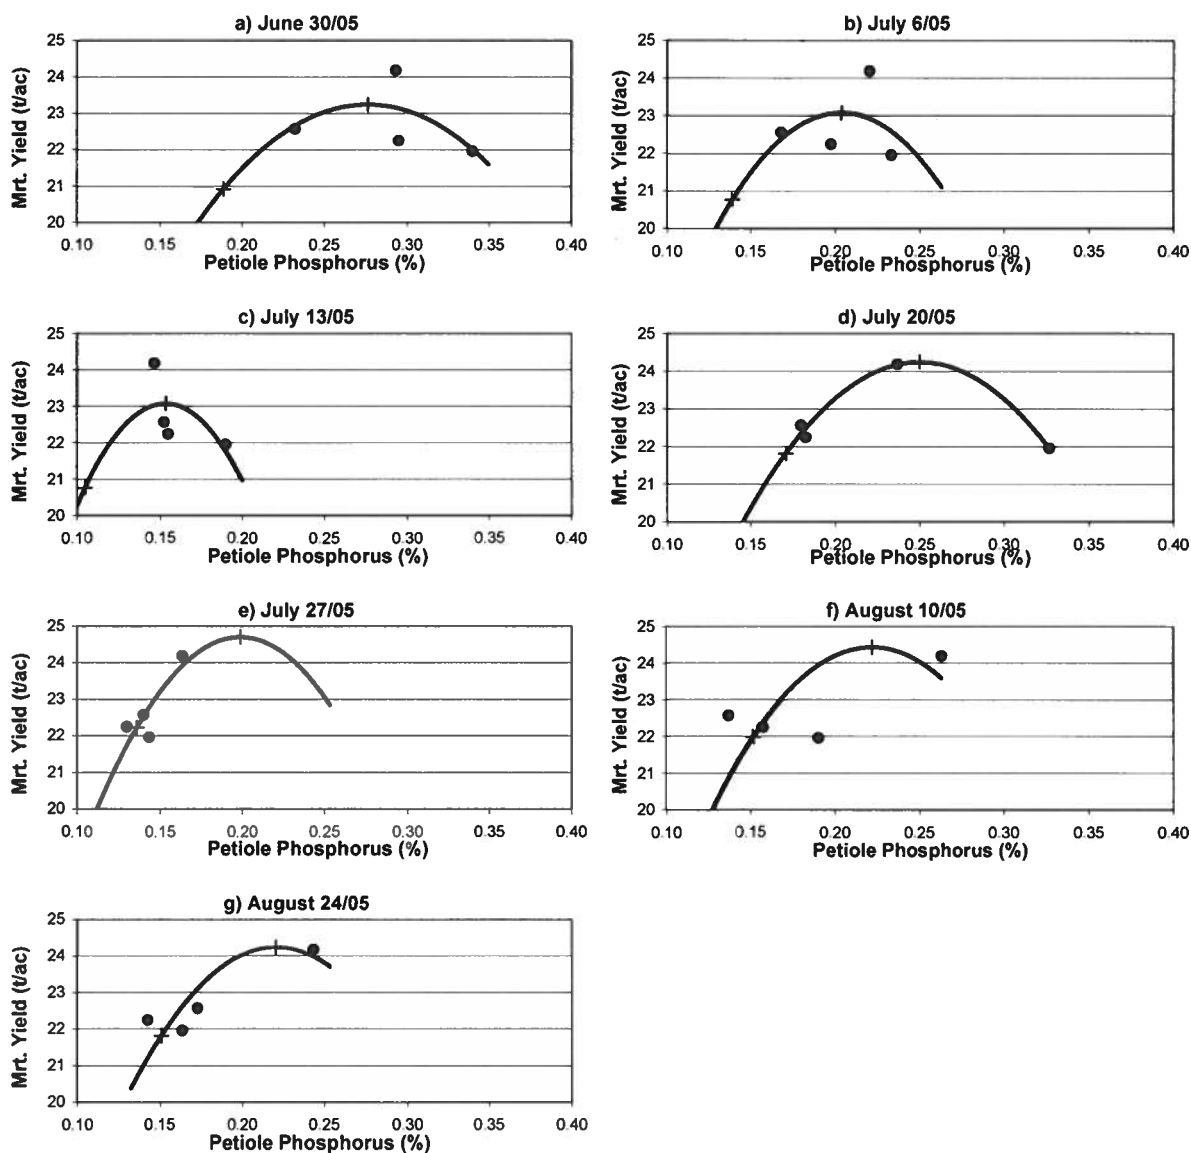 a) June 30/05
25
24
23
22
21
20
Mrt. Yield (t/ac)
0.10 0.15 0.20 0.25 0.30 0.35 0.40
Petiole Phosphorus (%)
b) July 6/05
25
24
23
22
21
20
Mrt. Yield (t/ac)
0.10 0.15 0.20 0.25 0.30 0.35 0.40
Petiole Phosphorus (%)
c) July 13/05
25
24
23
22
21
20
Mrt. Yield (t/ac)
0.10 0.15 0.20 0.25 0.30 0.35 0.40
Petiole Phosphorus (%)
d) July 20/05
25
24
23
22
21
20
Mrt. Yield (t/ac)
0.10 0.15 0.20 0.25 0.30 0.35 0.40
Petiole Phosphorus (%)
e) July 27/05
25
24
23
22
21
20
Mrt. Yield (t/ac)
0.10 0.15 0.20 0.25 0.30 0.35 0.40
Petiole Phosphorus (%)
f) August 10/05
25
24
23
22
21
20
Mrt. Yield (t/ac)
0.10 0.15 0.20 0.25 0.30 0.35 0.40
Petiole Phosphorus (%)
g) August 24/05
25
24
23
22
21
20
Mrt. Yield (t/ac)
0.10 0.15 0.20 0.25 0.30 0.35 0.40
Petiole Phosphorus (%)